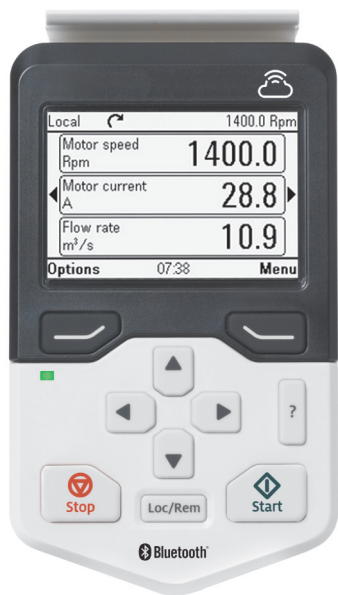 Local 1400.0 Rpm
Motor speed
Rpm 1400.0
Motor current
A 28.8
Flow rate
m³/s 10.9
Options 07:38 Menu
?
Stop Loc/Rem Start
Bluetooth